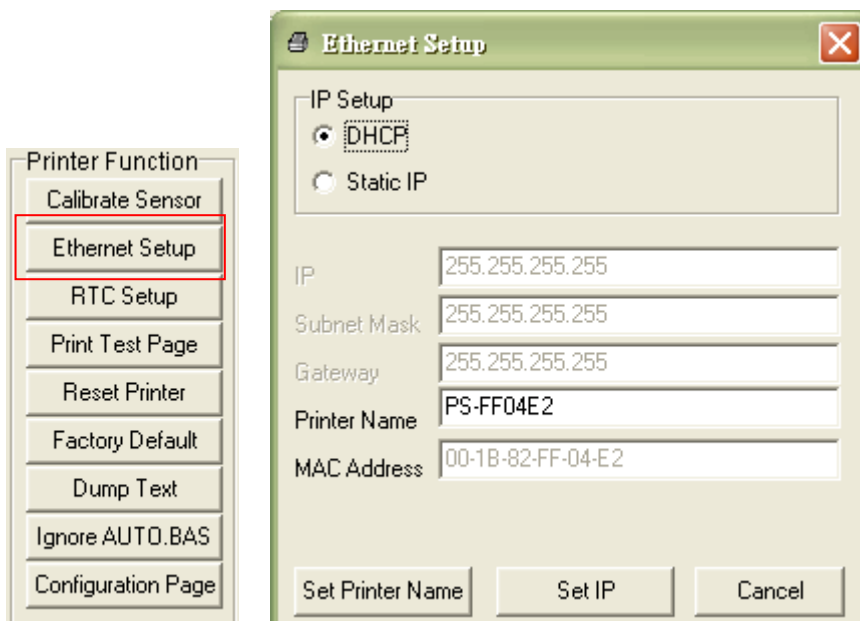 Printer Function
Calibrate Sensor
Ethernet Setup
RTC Setup
Print Test Page
Reset Printer
Factory Default
Dump Text
Ignore AUTO.BAS
Configuration Page
Ethernet Setup
IP Setup
DHCP
Static IP
IP 255.255.255.255
Subnet Mask 255.255.255.255
Gateway 255.255.255.255
Printer Name PS-FF04E2
MAC Address 00-1B-82-FF-04-E2
Set Printer Name Set IP Cancel